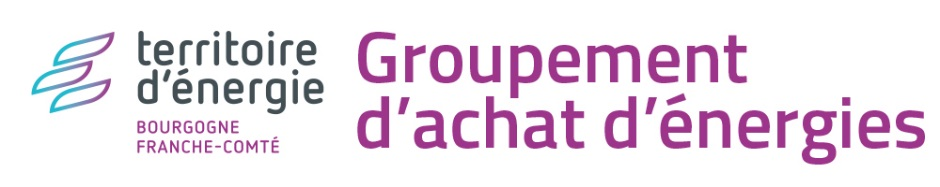 territoire
d'énergie
BOURGOGNE
FRANCHE-COMTÉ
Groupement
d'achat d'énergies